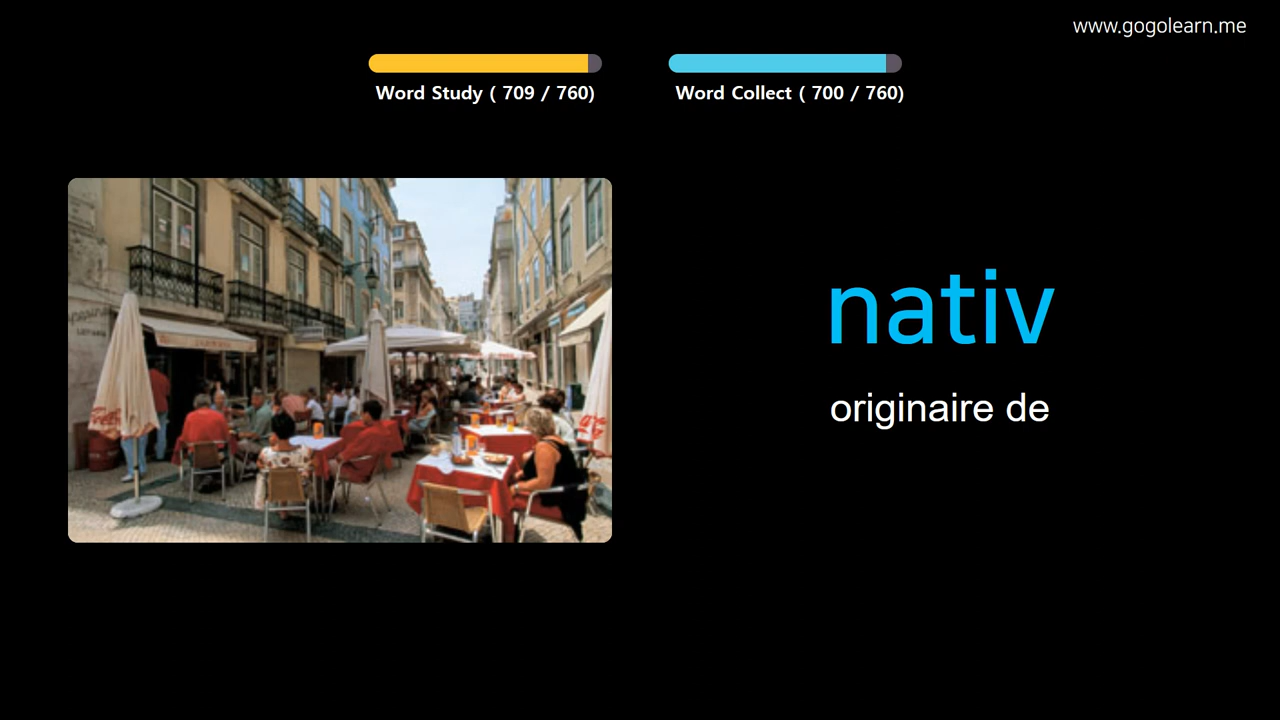 www.gogolearn.me
Word Study ( 709 / 760)
Word Collect ( 700 / 760)
nativ
originaire de